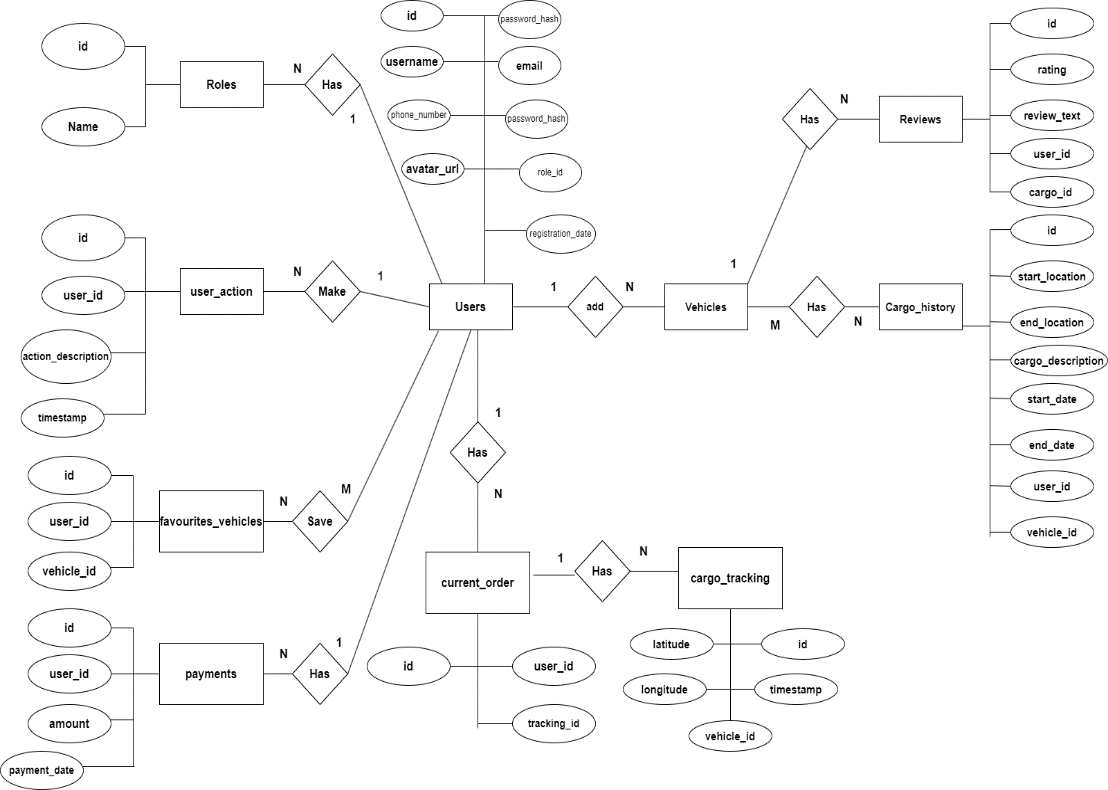 id
Name
Roles
N
Has
1
id
password_hash
username
email
phone_number
password_hash
avatar_url
role_id
registration_date
id
user_id
action_description
timestamp
user_action
N
Make
1
Users
1
add
N
Vehicles
1
Has
N
Reviews
id
rating
review_text
user_id
cargo_id
M
Has
N
Cargo_history
id
start_location
end_location
cargo_description
start_date
end_date
user_id
vehicle_id
id
user_id
vehicle_id
favourites_vehicles
N
Save
M
id
user_id
amount
payment_date
payments
N
Has
1
1
Has
N
current_order
id
user_id
tracking_id
1
Has
N
cargo_tracking
latitude
id
longitude
timestamp
vehicle_id